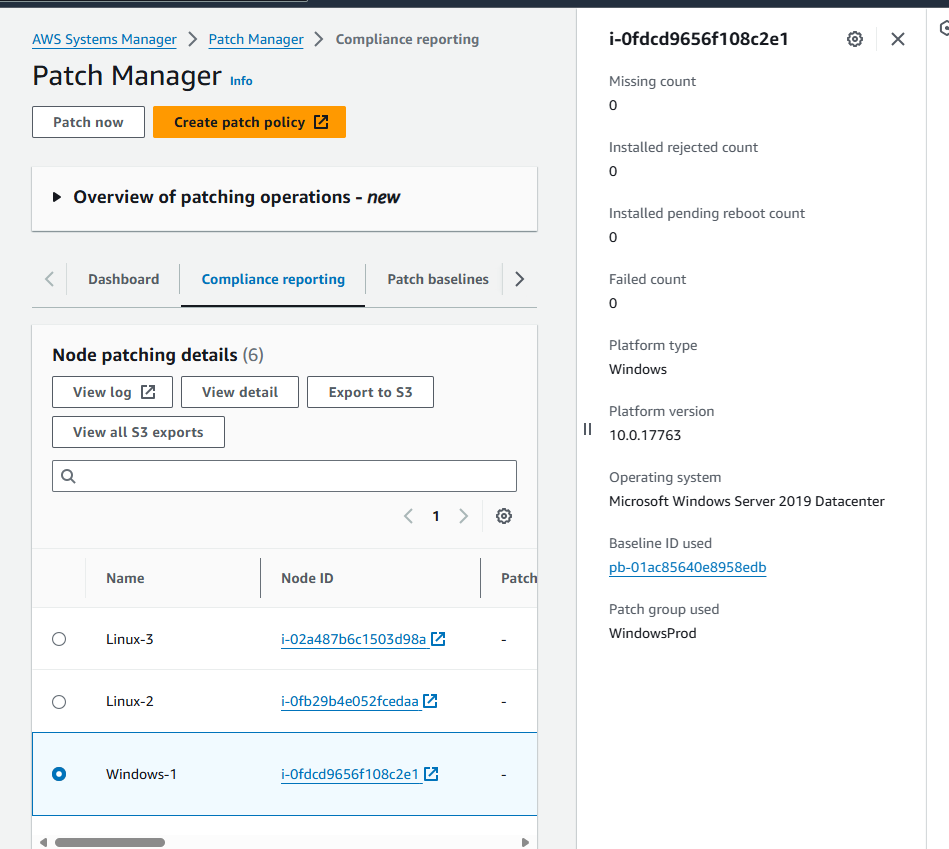 AWS Systems Manager > Patch Manager > Compliance reporting
Patch Manager Info
Patch now
Create patch policy
Overview of patching operations - new
Dashboard
Compliance reporting
Patch baselines
Node patching details (6)
View log
View detail
Export to S3
View all S3 exports
1
Name
Node ID
Patch
Linux-3
i-02a487b6c1503d98a
-
Linux-2
i-0fb29b4e052fcedaa
-
Windows-1
i-0fdcd9656f108c2e1
-
i-0fdcd9656f108c2e1
Missing count
0
Installed rejected count
0
Installed pending reboot count
0
Failed count
0
Platform type
Windows
Platform version
10.0.17763
Operating system
Microsoft Windows Server 2019 Datacenter
Baseline ID used
pb-01ac85640e8958edb
Patch group used
WindowsProd